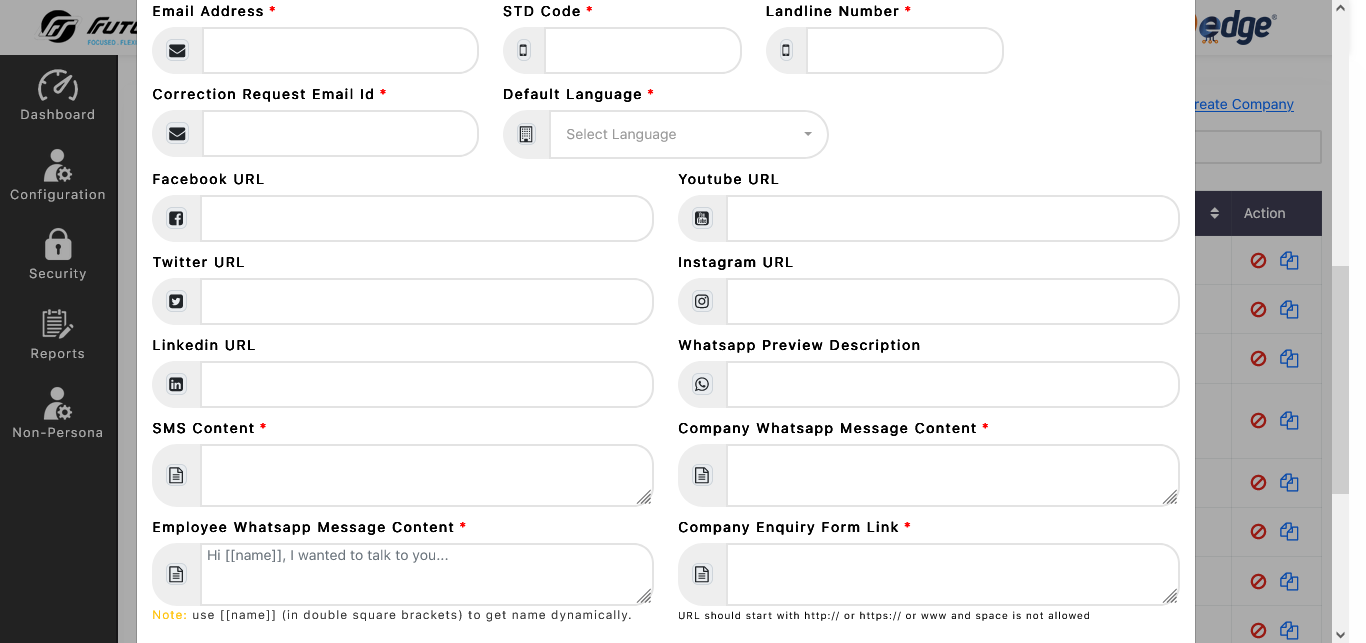 Email Address *
STD Code *
Landline Number *
FOCUSED. FLEXI
edge®
Dashboard
Correction Request Email Id *
Default Language *
reate Company
Select Language
Configuration
Facebook URL
Youtube URL
Action
Security
Twitter URL
Instagram URL
Reports
Linkedin URL
Whatsapp Preview Description
Non-Persona
SMS Content *
Company Whatsapp Message Content *
Employee Whatsapp Message Content *
Company Enquiry Form Link *
Hi [[name]], I wanted to talk to you...
Note: use [[name]] (in double square brackets) to get name dynamically.
URL should start with http:// or https:// or www and space is not allowed